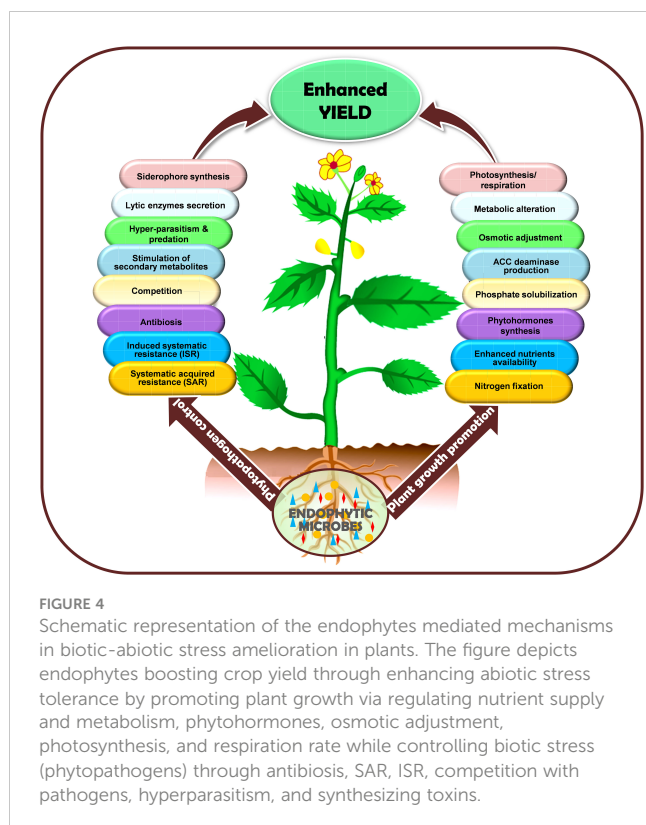 Enhanced
YIELD
Siderophore synthesis
Lytic enzymes secretion
Hyper-parasitism &
predation
Stimulation of
secondary metabolites
Competition
Antibiosis
Induced systematic
resistance (ISR)
Systematic acquired
resistance (SAR)
Photosynthesis/
respiration
Metabolic alteration
Osmotic adjustment
ACC deaminase
production
Phosphate solubilization
Phytohormones
synthesis
Enhanced nutrients
availability
Nitrogen fixation
Phytopathogen control
Plant growth promotion
ENDOPHYTIC
MICROBES
FIGURE 4
Schematic representation of the endophytes mediated mechanisms
in biotic-abiotic stress amelioration in plants. The figure depicts
endophytes boosting crop yield through enhancing abiotic stress
tolerance by promoting plant growth via regulating nutrient supply
and metabolism, phytohormones, osmotic adjustment,
photosynthesis, and respiration rate while controlling biotic stress
(phytopathogens) through antibiosis, SAR, ISR, competition with
pathogens, hyperparasitism, and synthesizing toxins.